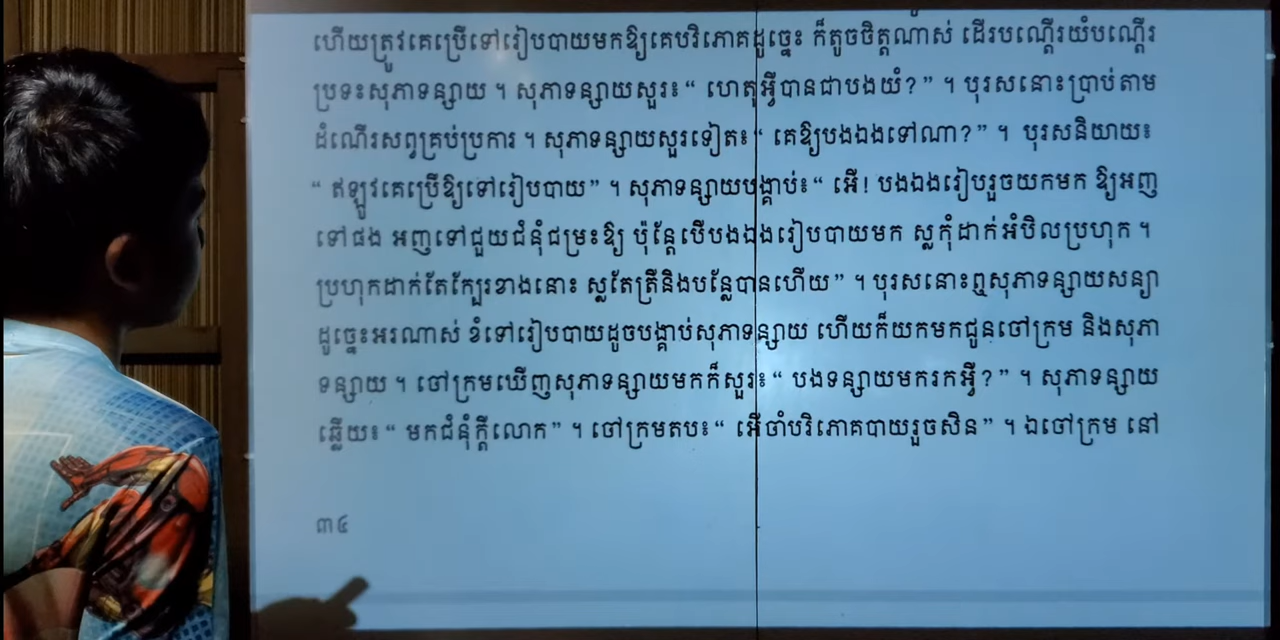 ហើយត្រូវគេប្រើទៅរៀបបាយមកឱ្យគេបរិភោគដូច្នេះ ក៏តូចចិត្តណាស់ ដើរបណ្ដើរយំបណ្ដើរ
ប្រទះសុភាទន្សាយ ។ សុភាទន្សាយសួរ៖“ ហេតុអ្វីបានជាបងយំ?” ។ បុរសនោះប្រាប់តាម
ដំណើរសព្វគ្រប់ប្រការ ។ សុភាទន្សាយសួរទៀត៖“ គេឱ្យបងឯងទៅណា?” ។ បុរសនិយាយ៖
“ ឥឡូវគេប្រើឱ្យទៅរៀបបាយ” ។ សុភាទន្សាយបង្គាប់៖“ អើ! បងឯងរៀបរួចយកមក ឱ្យអញ
ទៅផង អញទៅជួយជំនុំជម្រះឱ្យ ប៉ុន្តែបើបងឯងរៀបបាយមក ស្លកុំដាក់អំបិលប្រហុក ។
ប្រហុកដាក់តែក្បែរខាងនោះ ស្លតែត្រីនិងបន្លែបានហើយ” ។ បុរសនោះឮសុភាទន្សាយសន្យា
ដូច្នេះអរណាស់ ខំទៅរៀបបាយដូចបង្គាប់សុភាទន្សាយ ហើយក៏យកមកជូនចៅក្រម និងសុភា
ទន្សាយ ។ ចៅក្រមឃើញសុភាទន្សាយមកក៏សួរ៖“ បងទន្សាយមករកអ្វី?” ។ សុភាទន្សាយ
ឆ្លើយ៖“ មកជំនុំក្ដីលោក” ។ ចៅក្រមតប៖“ អើចាំបរិភោគបាយរួចសិន” ។ ឯចៅក្រម នៅ
៣៤